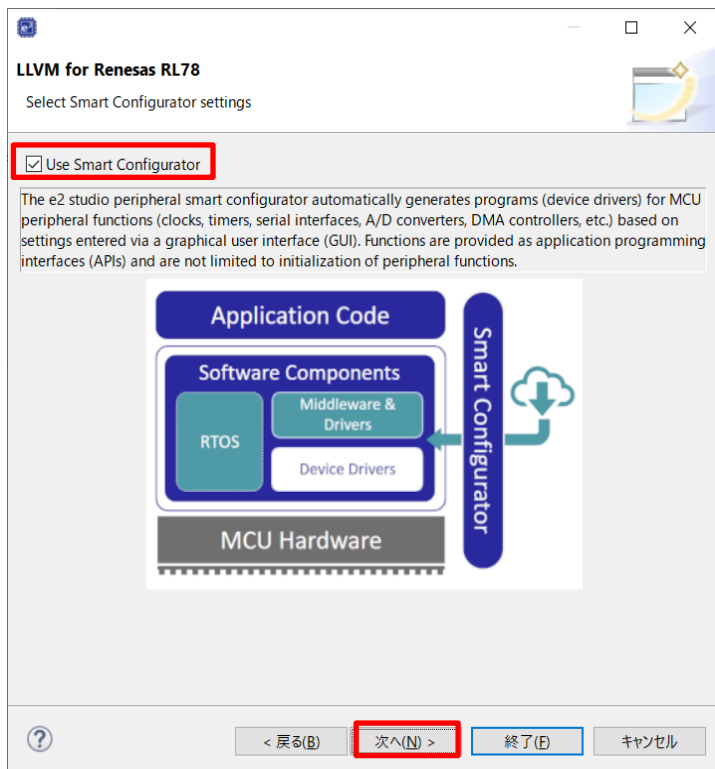 e²
LLVM for Renesas RL78
Select Smart Configurator settings
Use Smart Configurator
The e2 studio peripheral smart configurator automatically generates programs (device drivers) for MCU
peripheral functions (clocks, timers, serial interfaces, A/D converters, DMA controllers, etc.) based on
settings entered via a graphical user interface (GUI). Functions are provided as application programming
interfaces (APIs) and are not limited to initialization of peripheral functions.
Application Code
Software Components
RTOS
Middleware &
Drivers
Device Drivers
MCU Hardware
Smart Configurator
?
< 戻る(B)
次へ(N) >
終了(F)
キャンセル